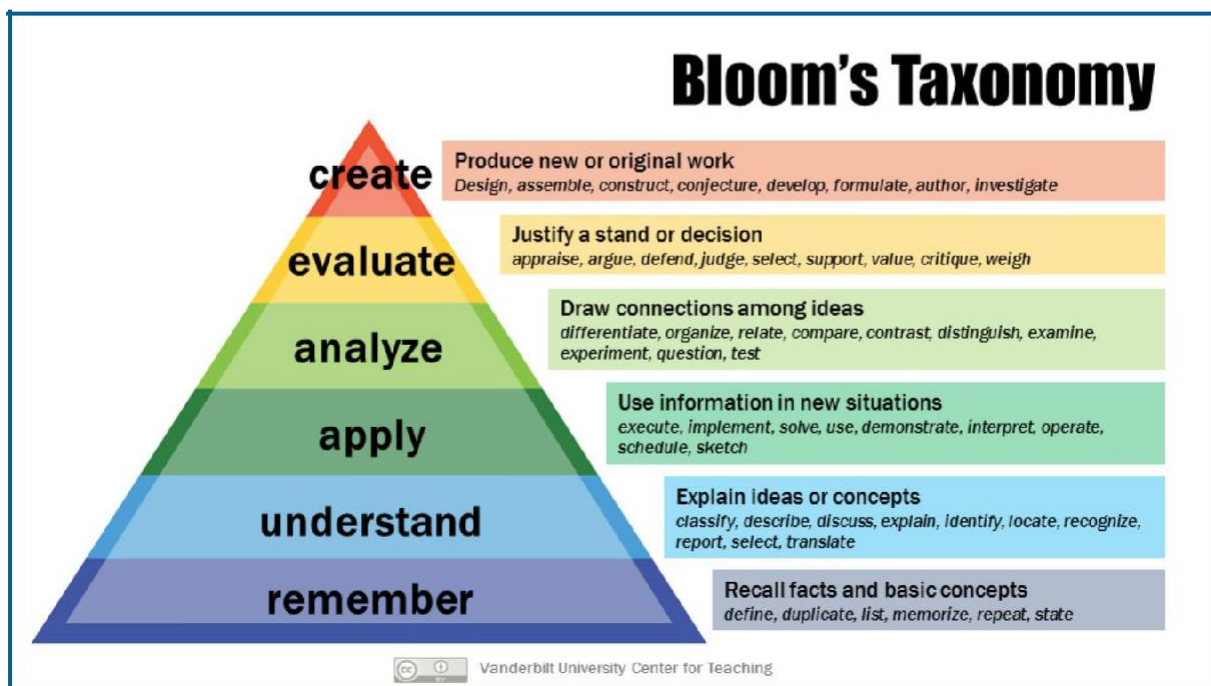 Bloom's Taxonomy
create
Produce new or original work
Design, assemble, construct, conjecture, develop, formulate, author, investigate
evaluate
Justify a stand or decision
appraise, argue, defend, judge, select, support, value, critique, weigh
analyze
Draw connections among ideas
differentiate, organize, relate, compare, contrast, distinguish, examine,
experiment, question, test
apply
Use information in new situations
execute, implement, solve, use, demonstrate, interpret, operate,
schedule, sketch
understand
Explain ideas or concepts
classify, describe, discuss, explain, identify, locate, recognize,
report, select, translate
remember
Recall facts and basic concepts
define, duplicate, list, memorize, repeat, state
cc BY Vanderbilt University Center for Teaching